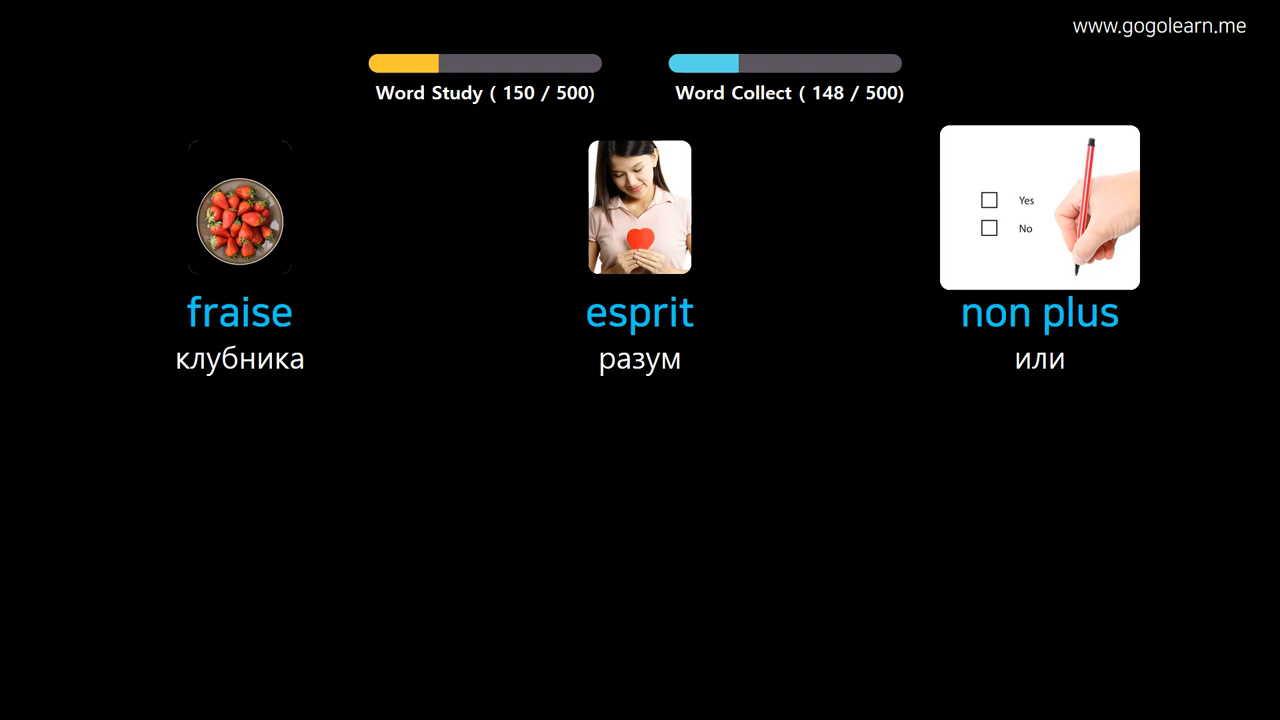 www.gogolearn.me
Word Study ( 150 / 500)
Word Collect ( 148 / 500)
Yes
No
fraise
esprit
non plus
клубника
разум
или